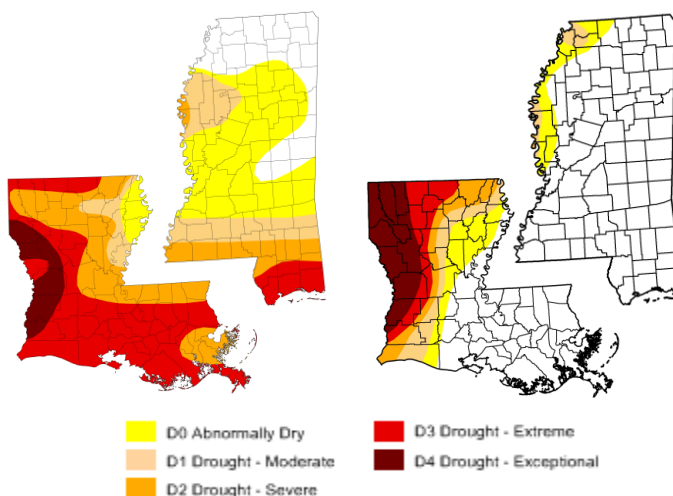 D0 Abnormally Dry
D1 Drought - Moderate
D2 Drought - Severe
D3 Drought - Extreme
D4 Drought - Exceptional